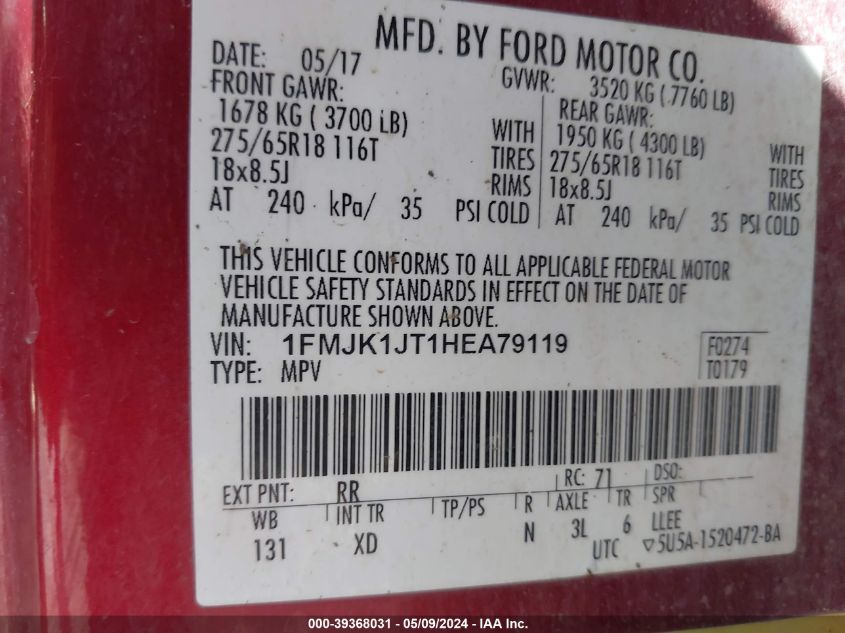 MFD. BY FORD MOTOR CO.
DATE: 05/17 GVWR: 3520 KG ( 7760 LB)
FRONT GAWR: REAR GAWR:
1678 KG ( 3700 LB) WITH 1950 KG ( 4300 LB) WITH
275/65R18 116T TIRES 275/65R18 116T TIRES
18x8.5J RIMS 18x8.5J RIMS
AT 240 kPa/ 35 PSI COLD AT 240 kPa/ 35 PSI COLD
THIS VEHICLE CONFORMS TO ALL APPLICABLE FEDERAL MOTOR
VEHICLE SAFETY STANDARDS IN EFFECT ON THE DATE OF
MANUFACTURE SHOWN ABOVE.
VIN: 1FMJK1JT1HEA79119 F0274
TYPE: MPV T0179
EXT PNT: RR RC: 71 DSO:
WB INT TR TP/PS R AXLE TR SPR
131 XD N 3L 6 LLEE
UTC ▽5U5A-1520472-BA
000-39368031 - 05/09/2024 - IAA Inc.